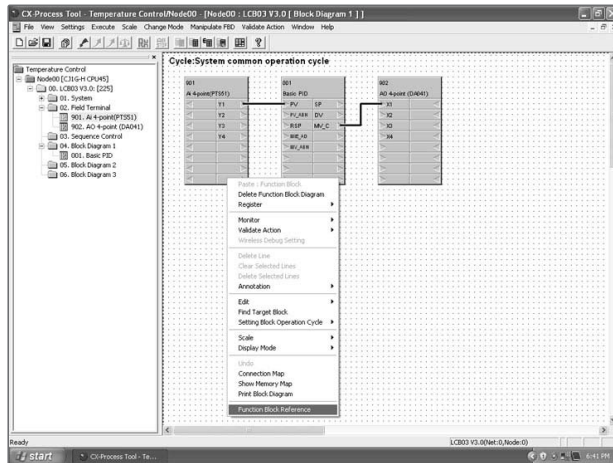 CX-Process Tool - Temperature Control/Node00 - [Node00 : LCB03 V3.0 [ Block Diagram 1 ] ]
File View Settings Execute Scale Change Mode Manipulate FBD Validate Action Window Help
Temperature Control
Node00 [CJ1G-H CPU45]
00. LCB03 V3.0: [225]
01. System
02. Field Terminal
901. Ai 4-point(PTS51)
902. AO 4-point (DA041)
03. Sequence Control
04. Block Diagram 1
001. Basic PID
05. Block Diagram 2
06. Block Diagram 3
Cycle:System common operation cycle
901
Ai 4-point(PTS51)
Y1
Y2
Y3
Y4
001
Basic PID
PV SP
DV
RSP MV_C
902
AO 4-point (DA041)
X1
X2
X3
X4
Paste : Function Block
Delete Function Block Diagram
Register
Monitor
Validate Action
Wireless Debug Setting
Delete Line
Clear Selected Lines
Delete Selected Lines
Annotation
Edit
Find Target Block
Setting Block Operation Cycle
Scale
Display Mode
Undo
Connection Map
Show Memory Map
Print Block Diagram
Function Block Reference
Ready
LCB03 V3.0(Net:0,Node:0)
start
CX-Process Tool - Te...
6:41 PM